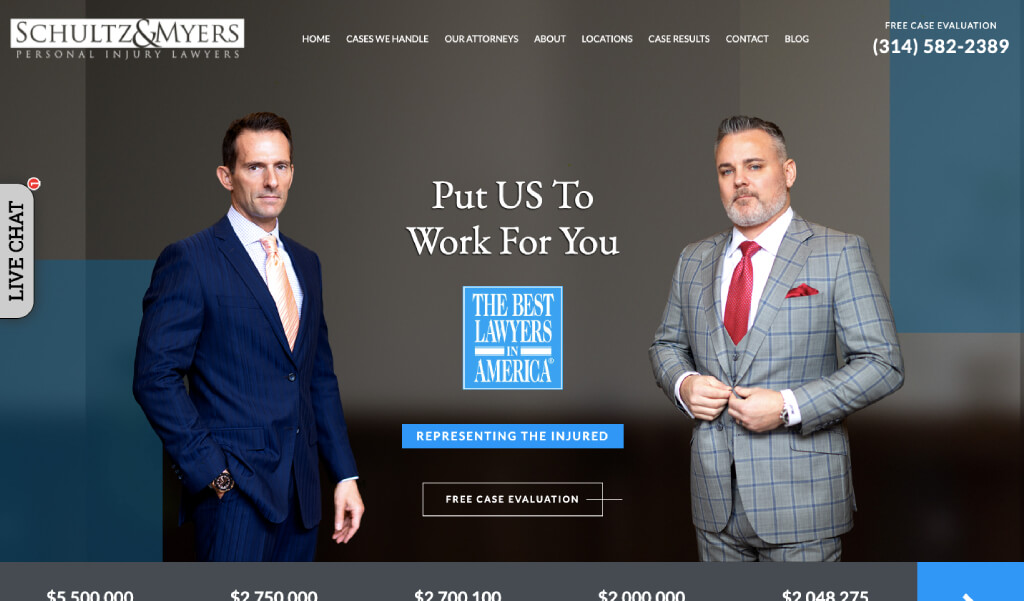 SCHULTZ&MYERS
PERSONAL INJURY LAWYERS
HOME CASES WE HANDLE OUR ATTORNEYS ABOUT LOCATIONS CASE RESULTS CONTACT BLOG
FREE CASE EVALUATION
(314) 582-2389
LIVE CHAT
1
Put US To
Work For You
THE BEST
LAWYERS
IN
AMERICA®
REPRESENTING THE INJURED
FREE CASE EVALUATION
$5,500,000 $2,750,000 $2,700,100 $2,000,000 $2,048,275